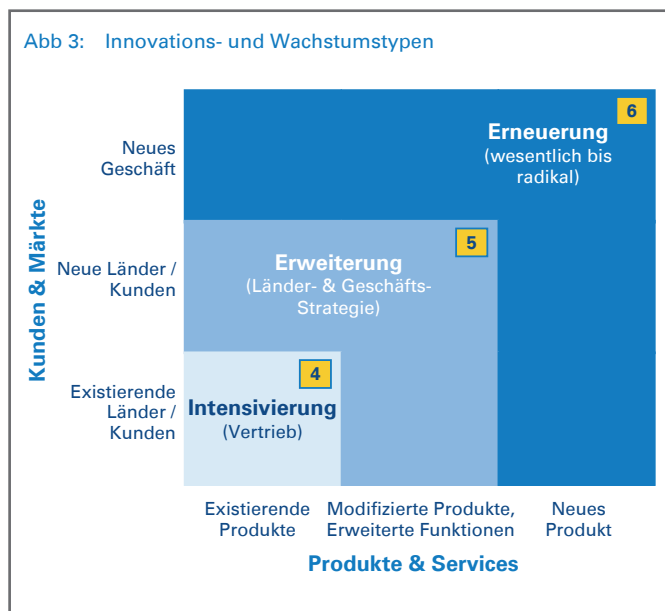 Abb 3: Innovations- und Wachstumstypen
Kunden & Märkte
Neues
Geschäft
6
Erneuerung
(wesentlich bis
radikal)
Neue Länder /
Kunden
5
Erweiterung
(Länder- & Geschäfts-
Strategie)
Existierende
Länder /
Kunden
4
Intensivierung
(Vertrieb)
Existierende
Produkte
Modifizierte Produkte,
Erweiterte Funktionen
Neues
Produkt
Produkte & Services